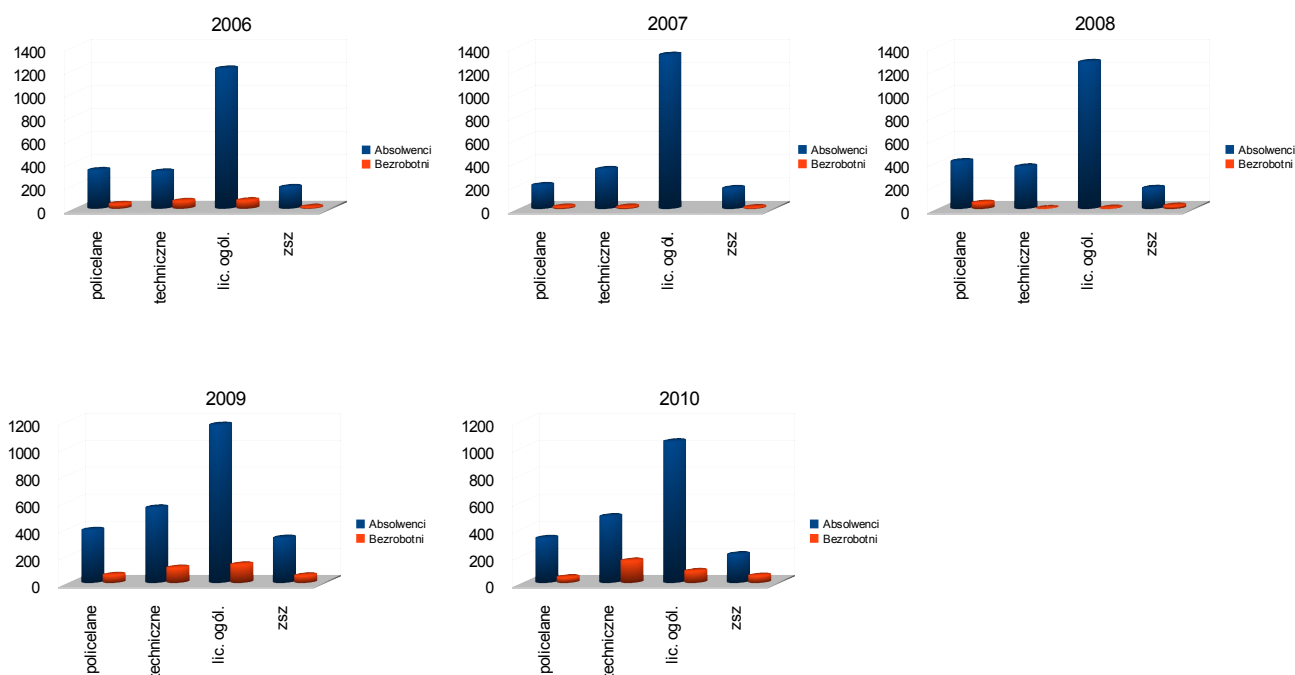 2006
1400
1200
1000
800
600
400
200
0
policelane
techniczne
lic. ogól.
zsz
Absolwenci
Bezrobotni
2007
1400
1200
1000
800
600
400
200
0
policelane
techniczne
lic. ogól.
zsz
Absolwenci
Bezrobotni
2008
1400
1200
1000
800
600
400
200
0
policelane
techniczne
lic. ogól.
zsz
Absolwenci
Bezrobotni
2009
1200
1000
800
600
400
200
0
policelane
techniczne
lic. ogól.
zsz
Absolwenci
Bezrobotni
2010
1200
1000
800
600
400
200
0
policelane
techniczne
lic. ogól.
zsz
Absolwenci
Bezrobotni